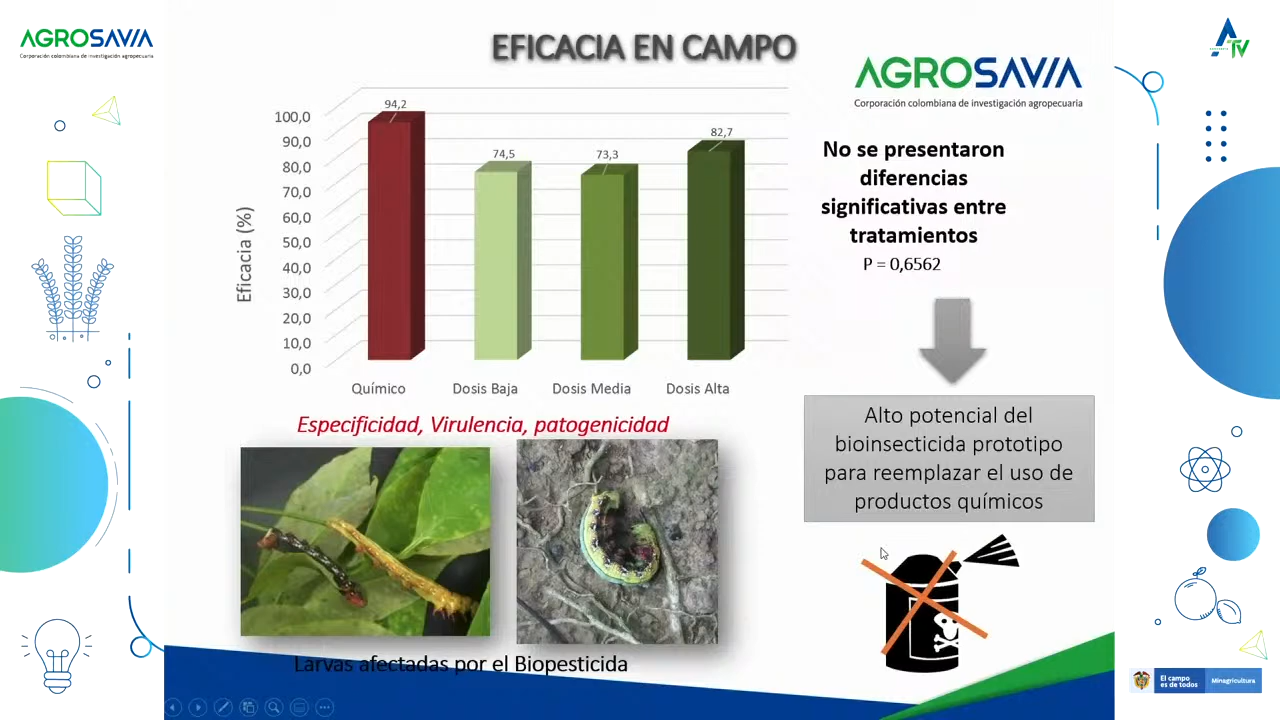 AGROSAVIA
Corporación colombiana de investigación agropecuaria
EFICACIA EN CAMPO
TV
AGROSAVIA
Corporación colombiana de investigación agropecuaria
Eficacia (%)
100,0
90,0
80,0
70,0
60,0
50,0
40,0
30,0
20,0
10,0
0,0
94,2
74,5
73,3
82,7
Químico
Dosis Baja
Dosis Media
Dosis Alta
No se presentaron
diferencias
significativas entre
tratamientos
P = 0,6562
Alto potencial del
bioinsecticida prototipo
para reemplazar el uso de
productos químicos
Especificidad, Virulencia, patogenicidad
Larvas afectadas por el Biopesticida
El campo
es de todos
Minagricultura